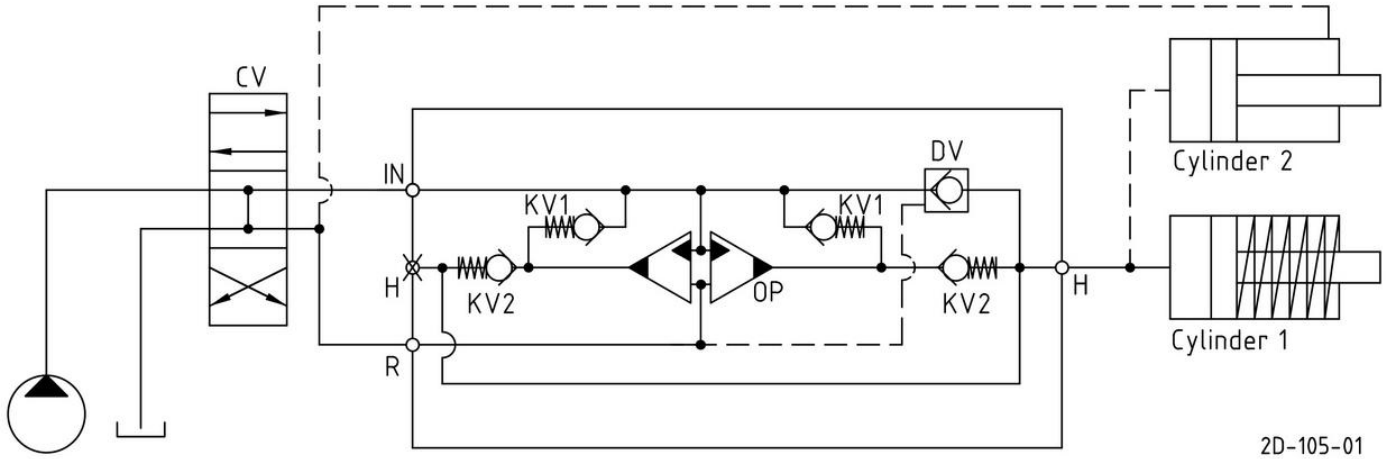 CV
Cylinder 2
IN
DV
KV1
KV1
H
KV2
OP
KV2
H
R
Cylinder 1
2D-105-01